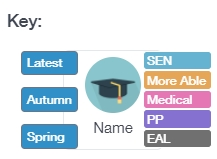 Key:
Latest
Autumn
Spring
Name
SEN
More Able
Medical
PP
EAL